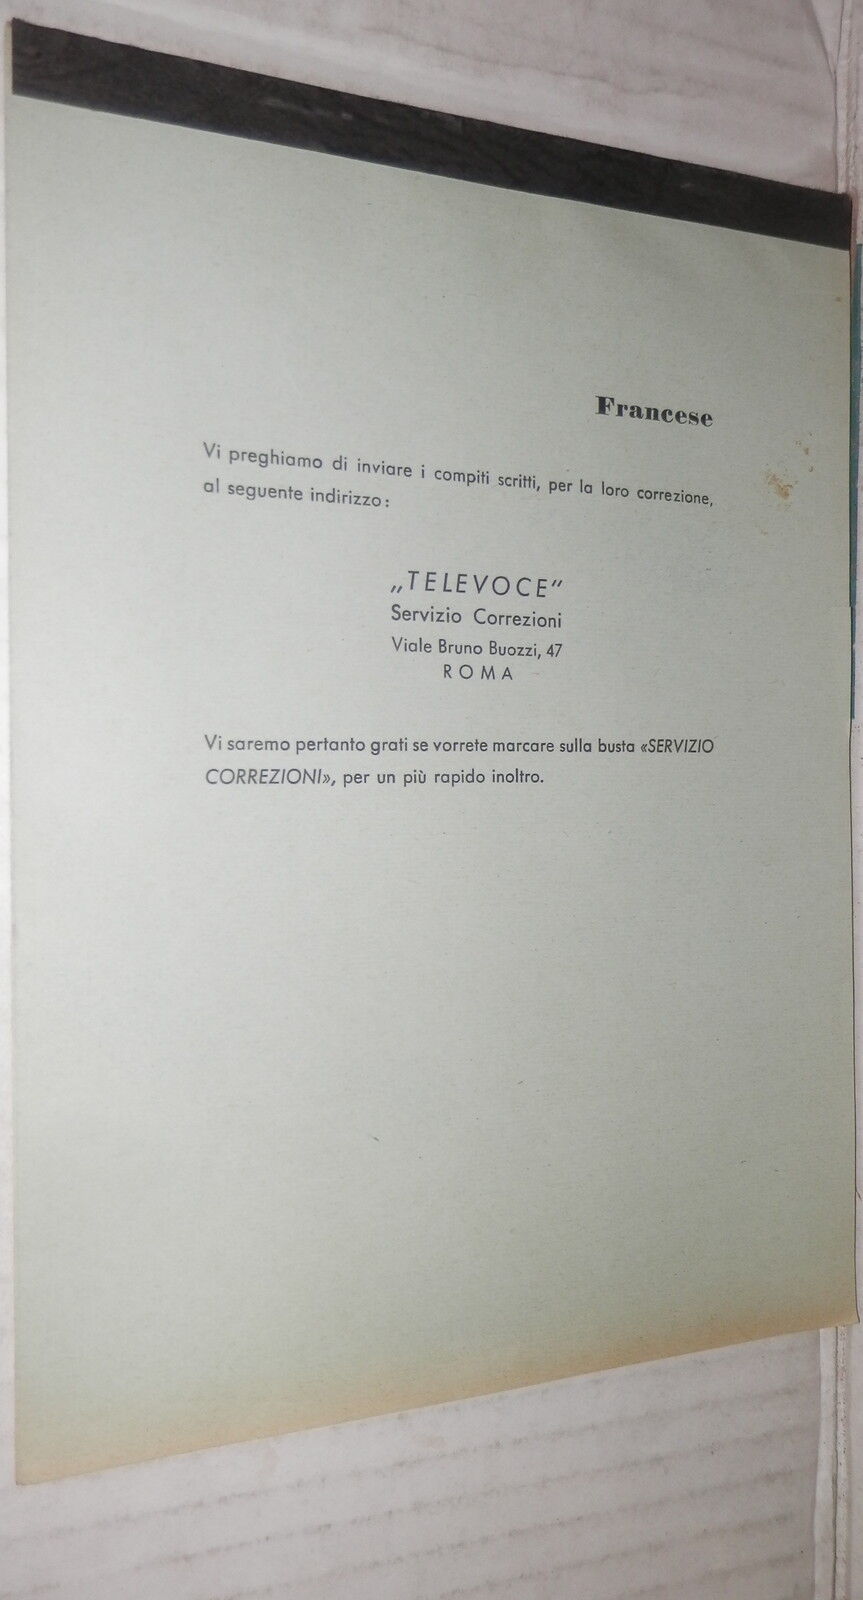 Francese
Vi preghiamo di inviare i compiti scritti, per la loro correzione,
al seguente indirizzo:
„TELEVOCE“
Servizio Correzioni
Viale Bruno Buozzi, 47
ROMA
Vi saremo pertanto grati se vorrete marcare sulla busta «SERVIZIO
CORREZIONI», per un più rapido inoltro.